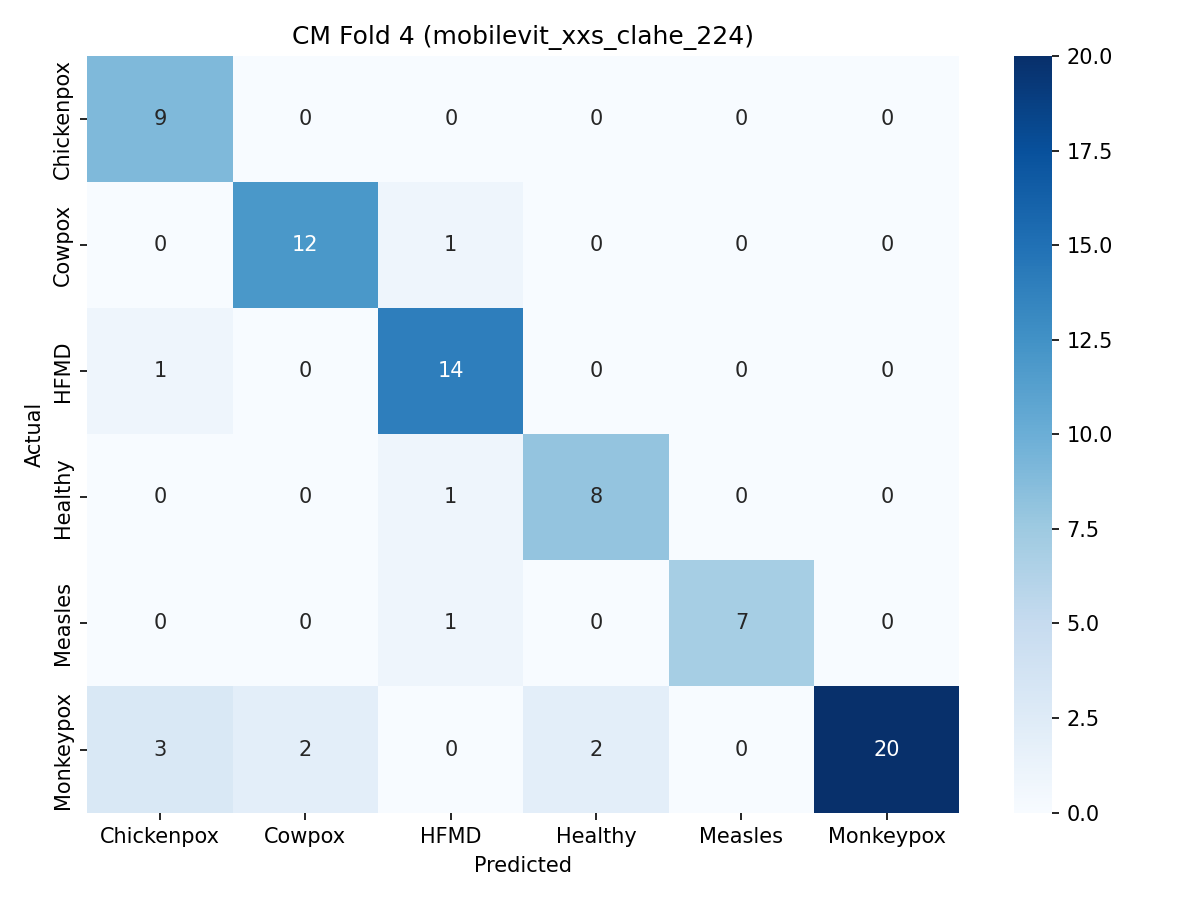 CM Fold 4 (mobilevit_xxs_clahe_224)
Actual
Chickenpox 9 0 0 0 0 0
Cowpox 0 12 1 0 0 0
HFMD 1 0 14 0 0 0
Healthy 0 0 1 8 0 0
Measles 0 0 1 0 7 0
Monkeypox 3 2 0 2 0 20
Chickenpox Cowpox HFMD Healthy Measles Monkeypox
Predicted
20.0
17.5
15.0
12.5
10.0
7.5
5.0
2.5
0.0